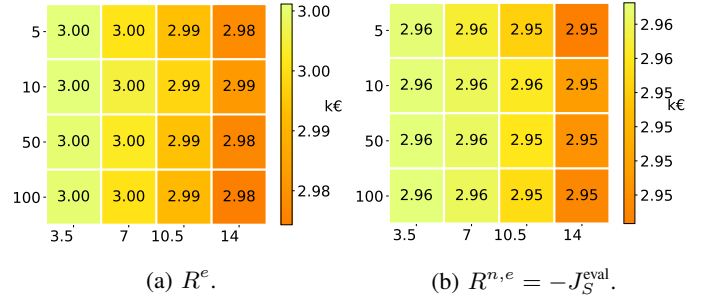 5 3.00 3.00 2.99 2.98
10 3.00 3.00 2.99 2.99
50 3.00 3.00 2.99 2.98
100 3.00 3.00 2.99 2.98
3.5 7 10.5 14
3.00
3.00
2.99
2.98
k€
(a) R^e.
5 2.96 2.96 2.95 2.95
10 2.96 2.96 2.96 2.95
50 2.96 2.96 2.95 2.95
100 2.96 2.96 2.95 2.95
3.5 7 10.5 14
2.96
2.96
2.95
2.95
2.95
2.95
k€
(b) R^{n,e} = −J_S^{eval}.